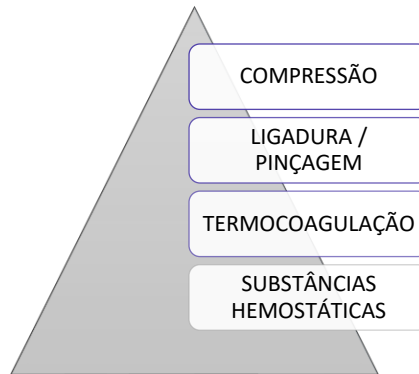 COMPRESSÃO
LIGADURA /
PINÇAGEM
TERMOCOAGULAÇÃO
SUBSTÂNCIAS
HEMOSTÁTICAS